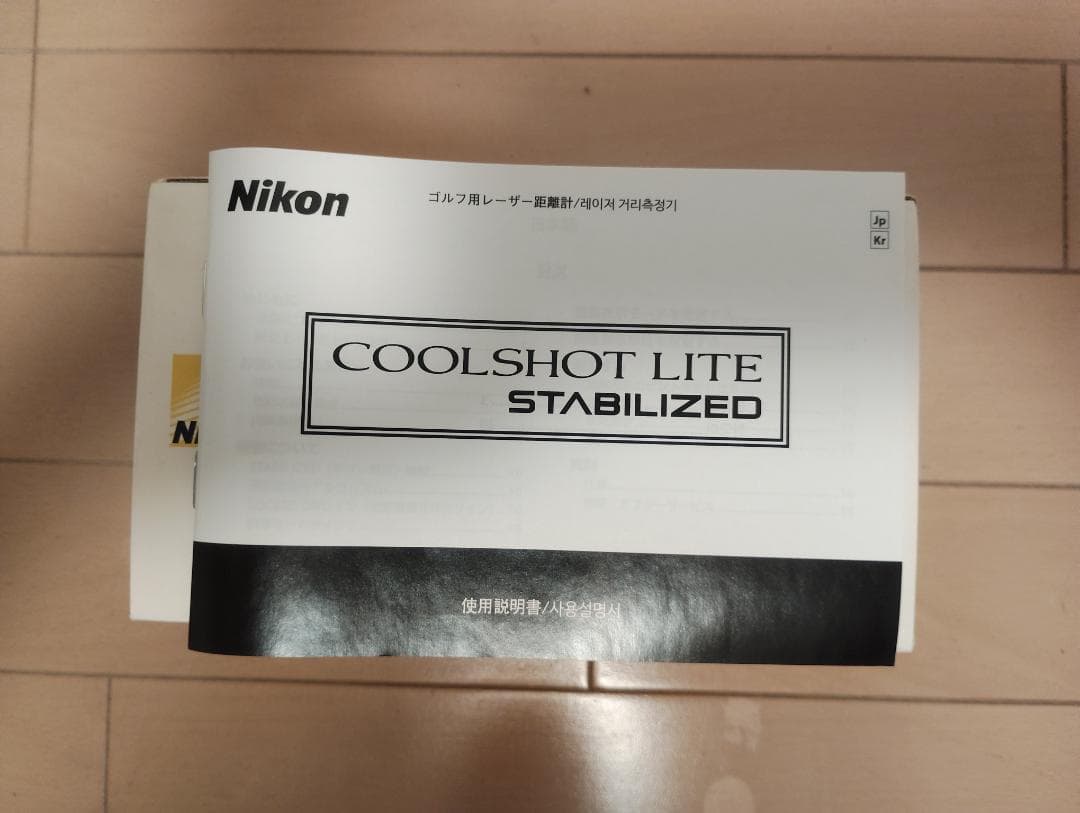 Nikon
ゴルフ用レーザー距離計/레이저 거리측정기
Jp
Kr
COOLSHOT LITE
STABILIZED
使用説明書/사용설명서